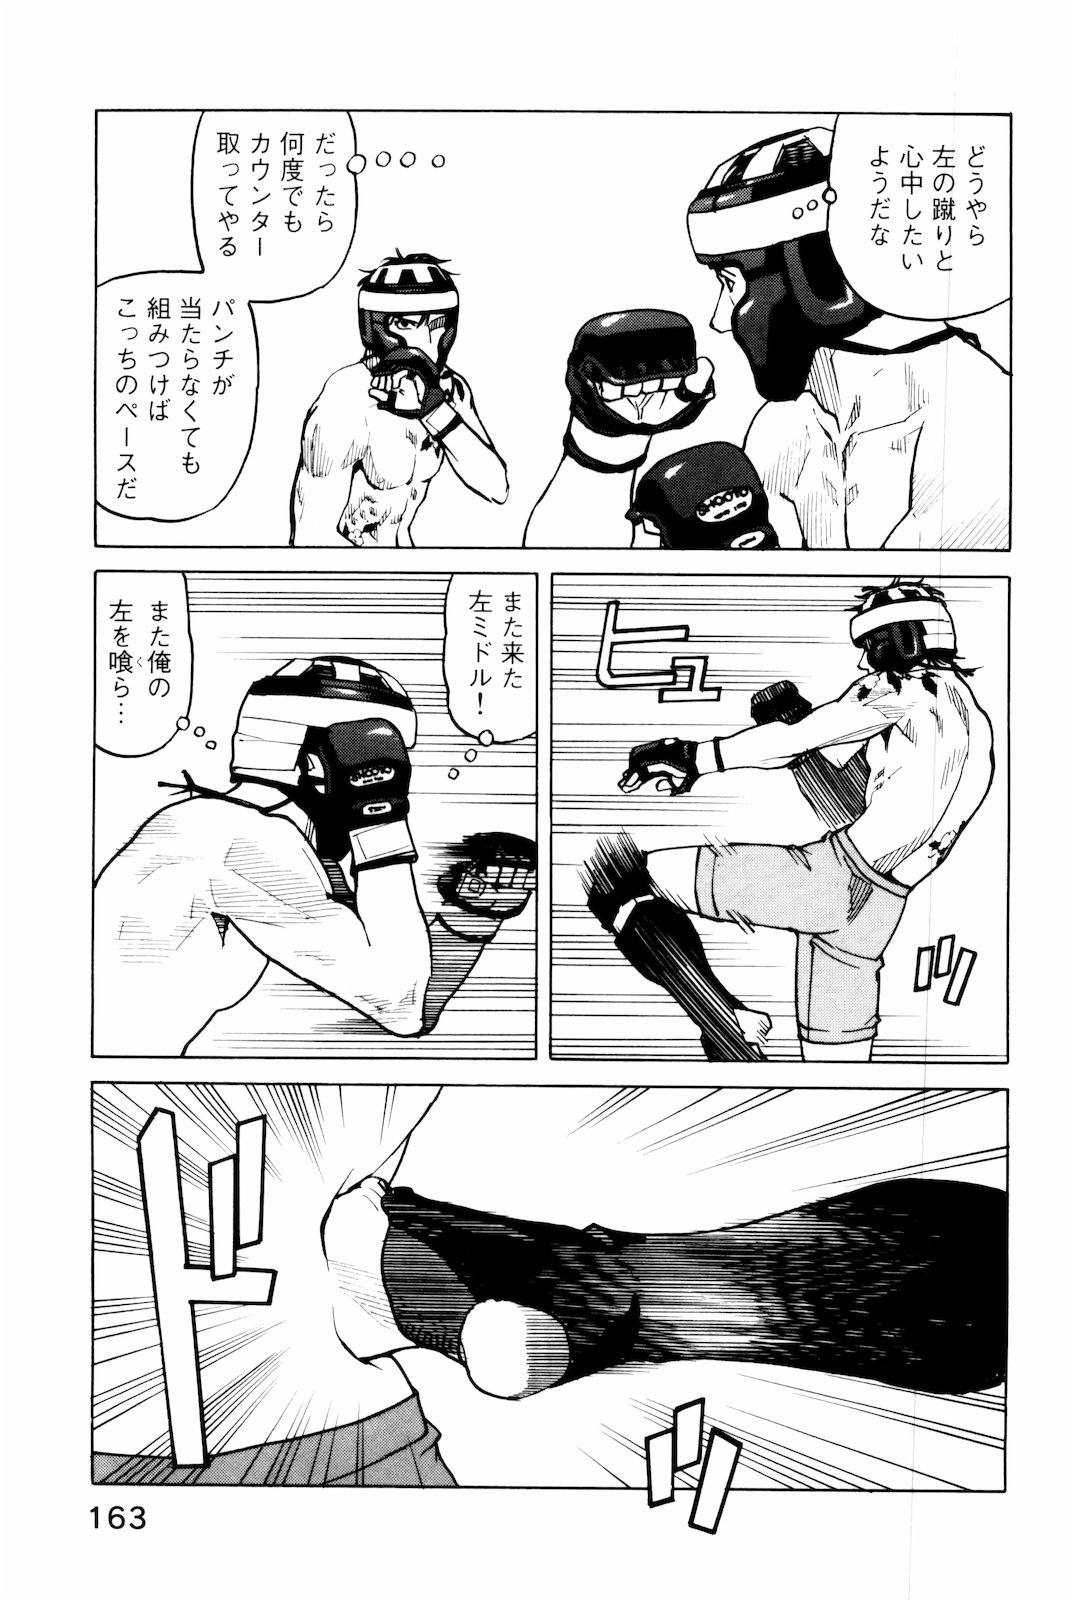 どうやら
左の蹴りと
心中したい
ようだな
だったら
何度でも
カウンター
取ってやる
パンチが
当たらなくても
組みつけば
こっちのペースだ
SHOOTO
ヒュ
また来た
左ミドル!
また俺の
左を喰ら…
く
SHOOTO
ドッ
163